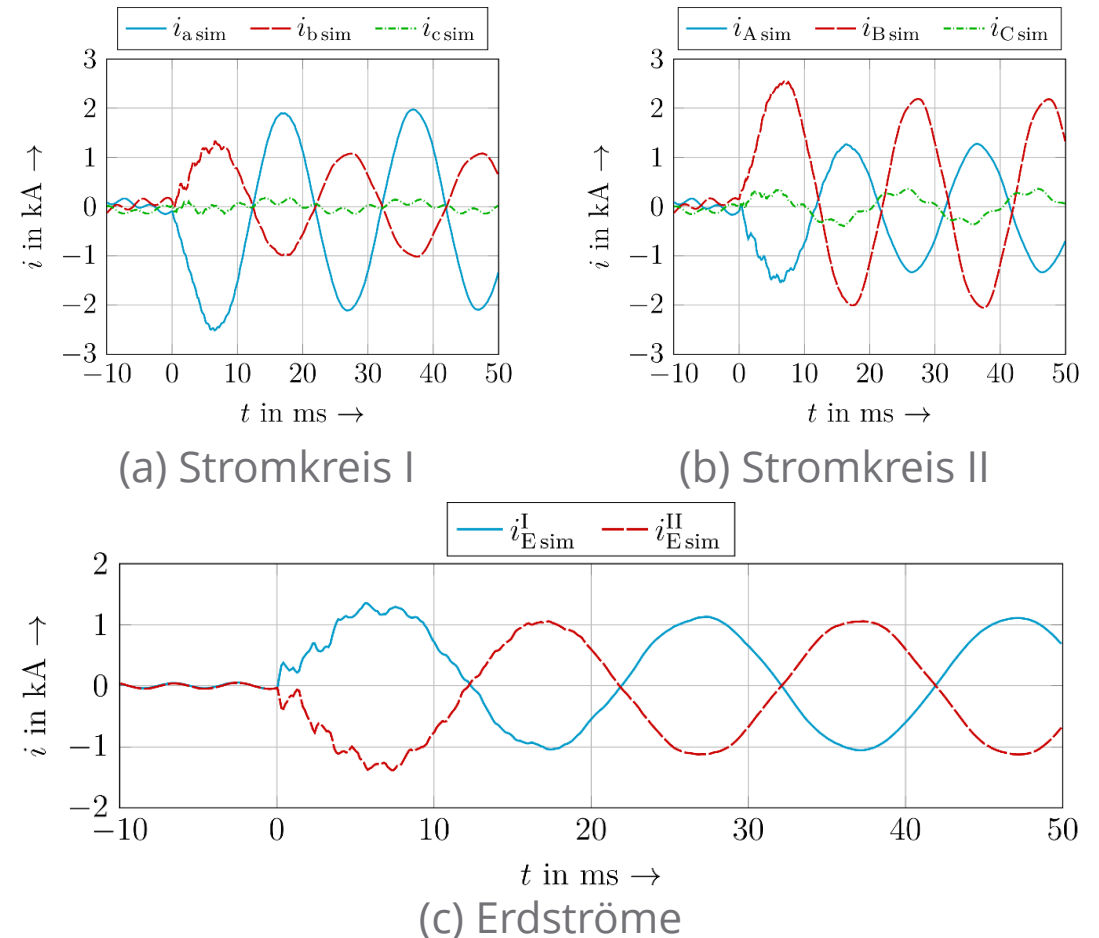 i_a sim i_b sim i_c sim
i_A sim i_B sim i_C sim
3
2
1
0
−1
−2
−3
i in kA →
−10 0 10 20 30 40 50
t in ms →
(a) Stromkreis I
3
2
1
0
−1
−2
−3
i in kA →
−10 0 10 20 30 40 50
t in ms →
(b) Stromkreis II
i^I_E sim i^II_E sim
2
1
0
−1
−2
i in kA →
−10 0 10 20 30 40 50
t in ms →
(c) Erdströme